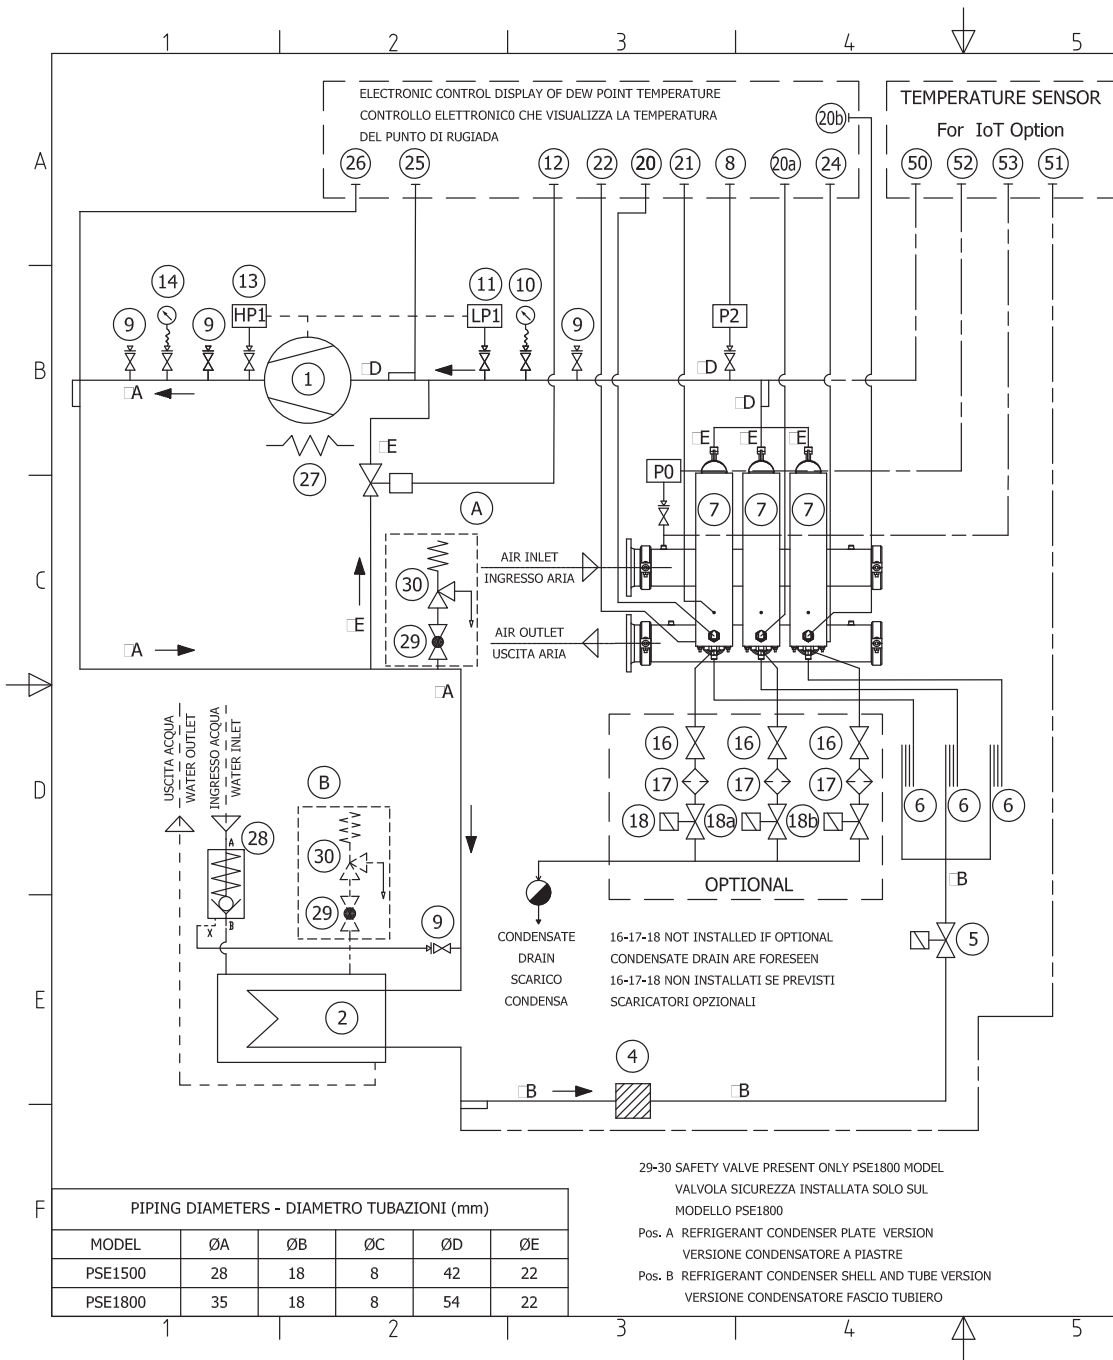 1 2 3 4 5
ELECTRONIC CONTROL DISPLAY OF DEW POINT TEMPERATURE
CONTROLLO ELETTRONIC0 CHE VISUALIZZA LA TEMPERATURA
DEL PUNTO DI RUGIADA
20b
TEMPERATURE SENSOR
For IoT Option
A
26 25 12 22 20 21 8 20a 24 50 52 53 51
14 13 11 10
9 9 HP1 LP1 9 P2
B
1
□D □D
□A □D
□E □E □E □E
27 P0
A 7 7 7
C
30
AIR INLET
INGRESSO ARIA
□E
29
AIR OUTLET
USCITA ARIA
□A
□A
USCITA ACQUA
WATER OUTLET
INGRESSO ACQUA
WATER INLET
16 16 16
D
B
17 17 17
6 6 6
18 18a 18b
28
A
30
□B
OPTIONAL
29
9
X B
CONDENSATE
DRAIN
SCARICO
CONDENSA
16-17-18 NOT INSTALLED IF OPTIONAL
CONDENSATE DRAIN ARE FORESEEN
16-17-18 NON INSTALLATI SE PREVISTI
SCARICATORI OPZIONALI
5
E
2
4
□B □B
29-30 SAFETY VALVE PRESENT ONLY PSE1800 MODEL
VALVOLA SICUREZZA INSTALLATA SOLO SUL
MODELLO PSE1800
Pos. A REFRIGERANT CONDENSER PLATE VERSION
VERSIONE CONDENSATORE A PIASTRE
Pos. B REFRIGERANT CONDENSER SHELL AND TUBE VERSION
VERSIONE CONDENSATORE FASCIO TUBIERO
F
PIPING DIAMETERS - DIAMETRO TUBAZIONI (mm)
MODEL ØA ØB ØC ØD ØE
PSE1500 28 18 8 42 22
PSE1800 35 18 8 54 22
1 2 3 4 5